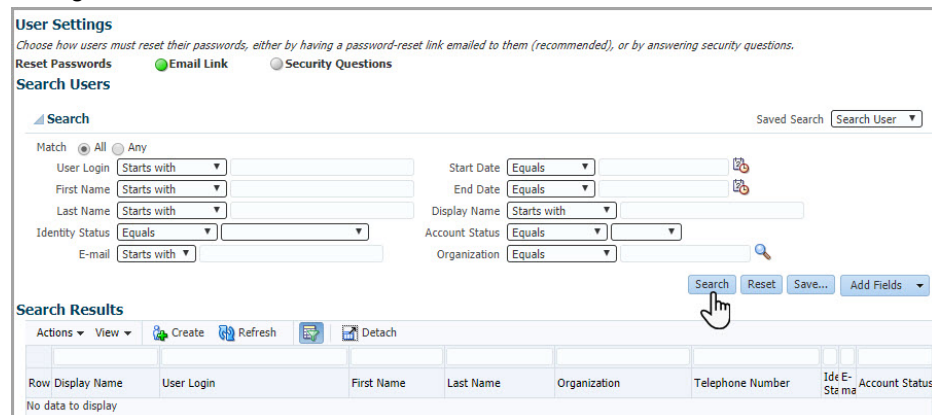 User Settings
Choose how users must reset their passwords, either by having a password-reset link emailed to them (recommended), or by answering security questions.
Reset Passwords Email Link Security Questions
Search Users
Search Saved Search Search User
Match All Any
User Login Starts with Start Date Equals
First Name Starts with End Date Equals
Last Name Starts with Display Name Starts with
Identity Status Equals Account Status Equals
E-mail Starts with Organization Equals
Search Reset Save... Add Fields
Search Results
Actions View Create Refresh Detach
Row Display Name User Login First Name Last Name Organization Telephone Number Ide Sta E-ma Account Status
No data to display